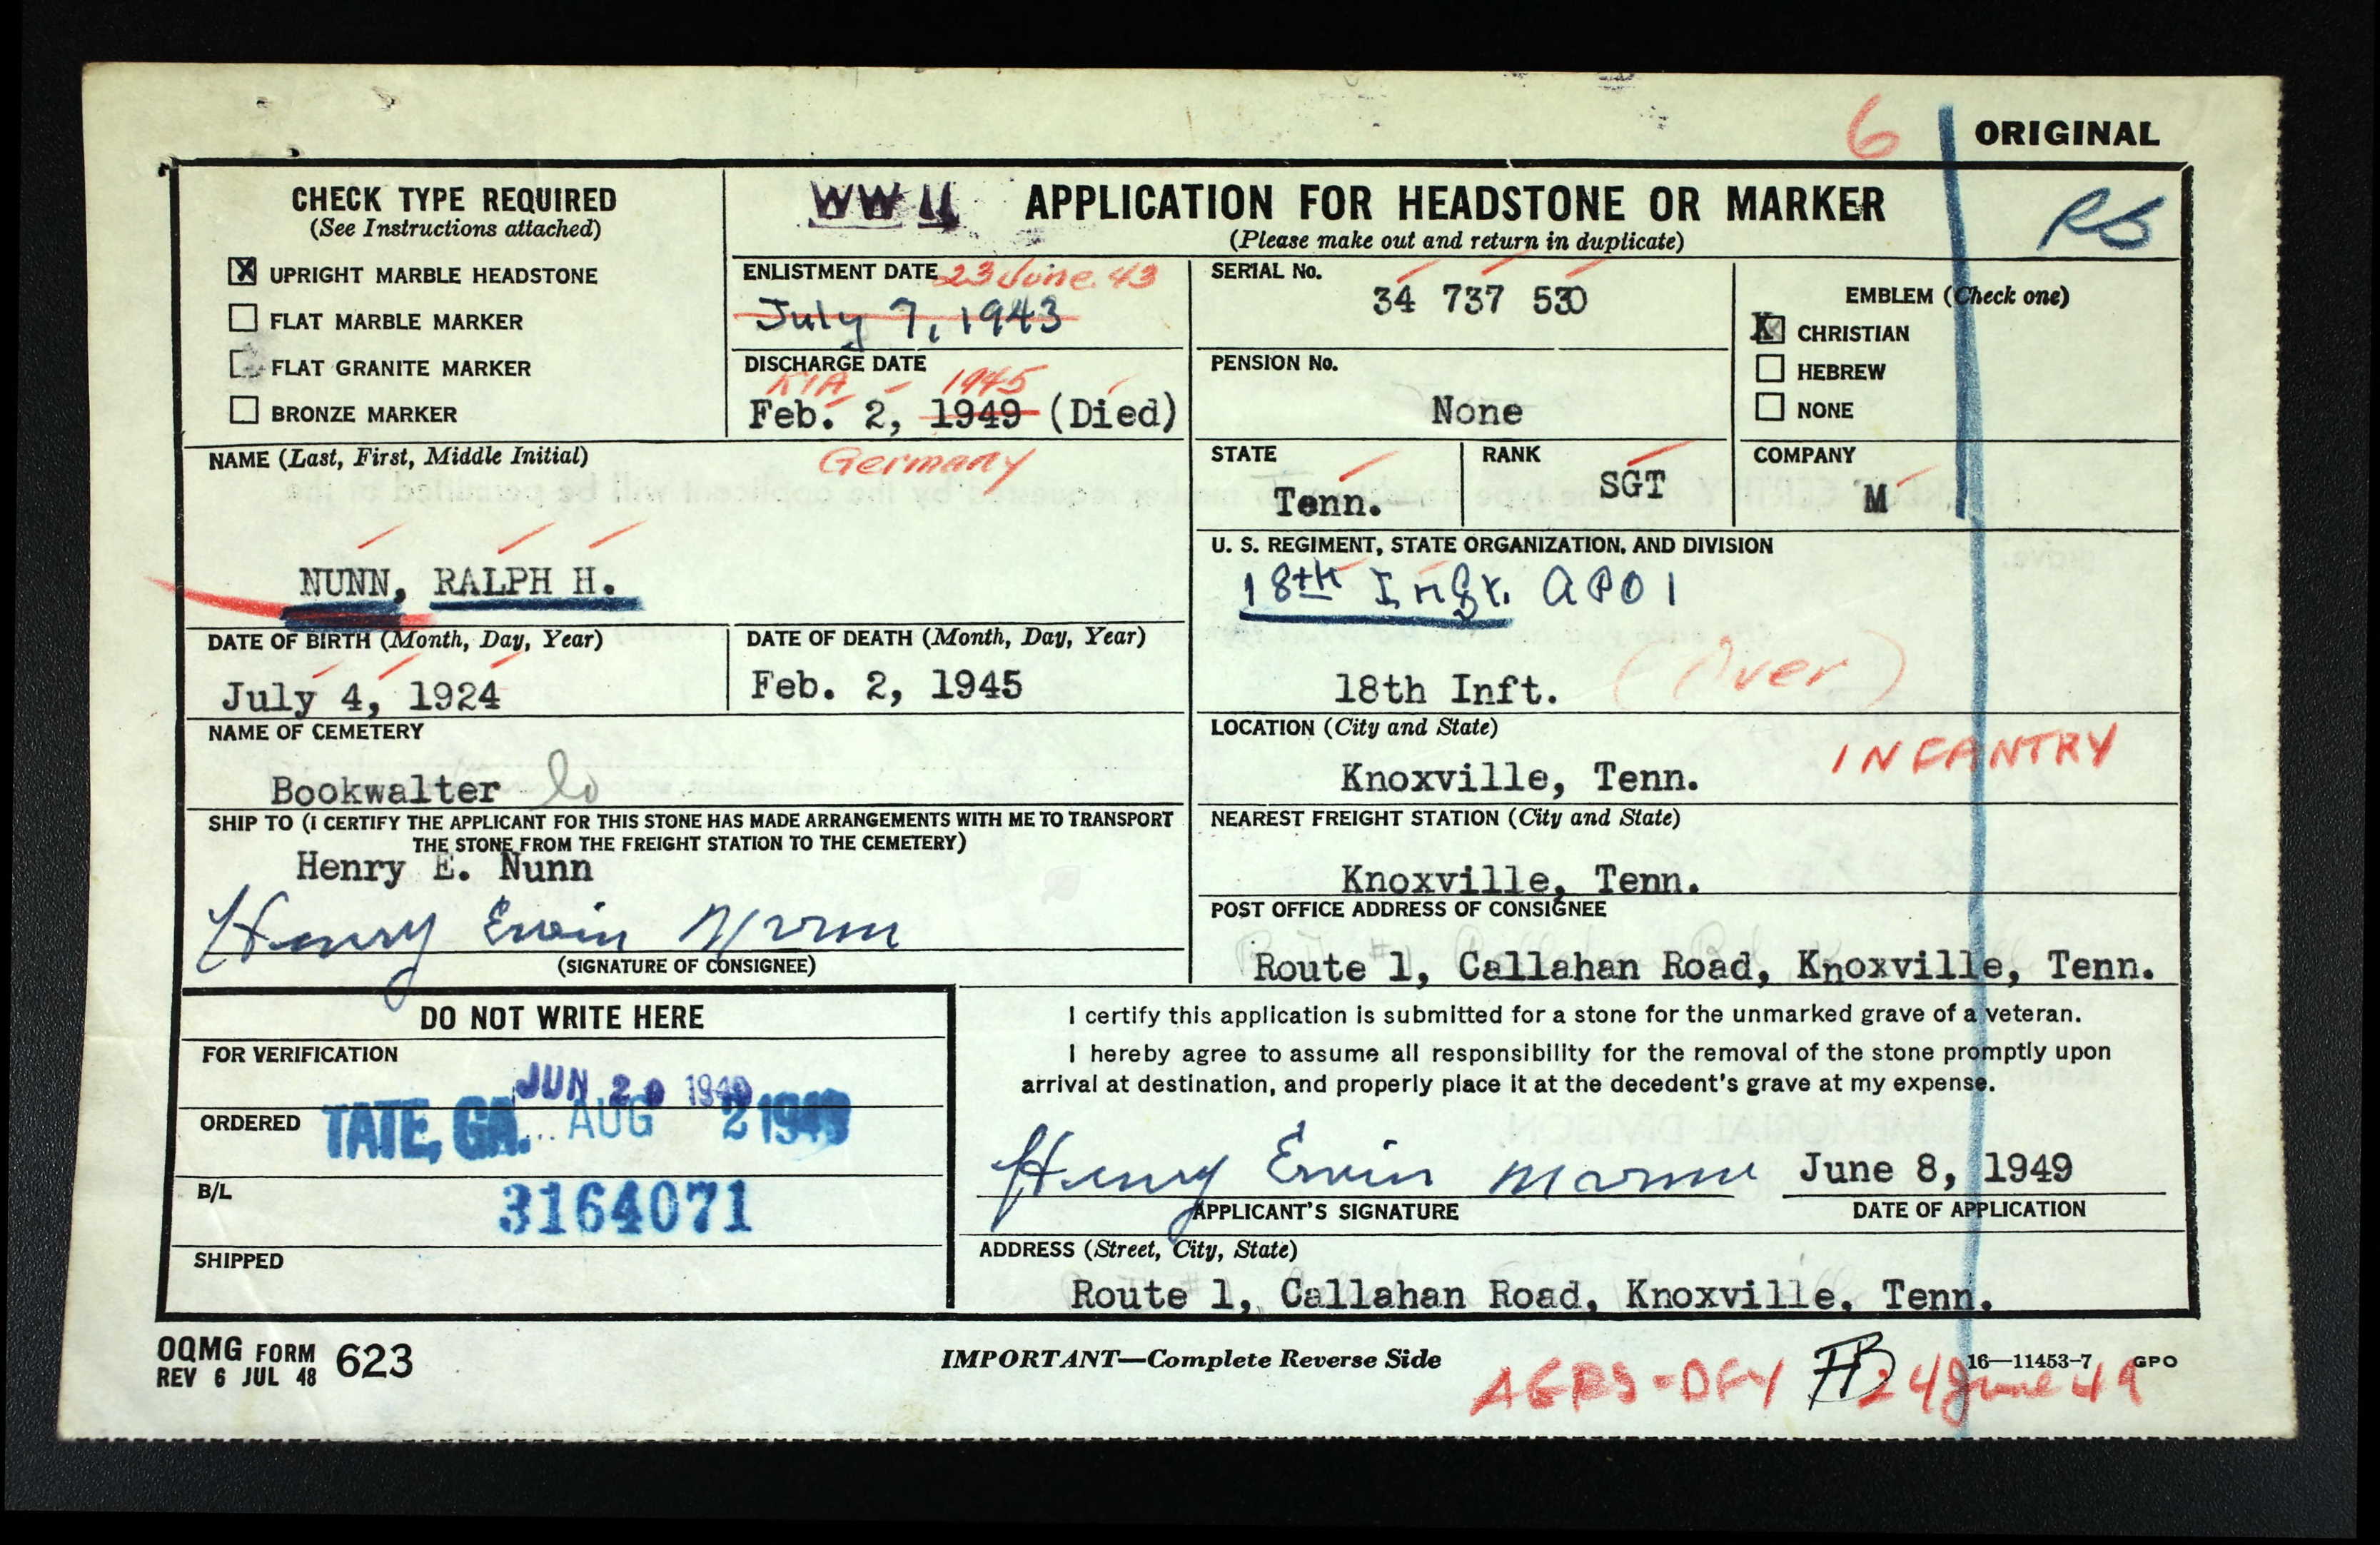 6 ORIGINAL
CHECK TYPE REQUIRED
(See Instructions attached)
X UPRIGHT MARBLE HEADSTONE
FLAT MARBLE MARKER
FLAT GRANITE MARKER
BRONZE MARKER
WW II APPLICATION FOR HEADSTONE OR MARKER
(Please make out and return in duplicate)
RS
ENLISTMENT DATE 23 June 43
July 7, 1943
DISCHARGE DATE
KIA 1945
Feb. 2, 1949 (Died)
SERIAL No.
34 737 530
PENSION No.
None
EMBLEM (Check one)
X CHRISTIAN
HEBREW
NONE
NAME (Last, First, Middle Initial)
Germany
NUNN, RALPH H.
STATE
Tenn.
RANK
SGT
COMPANY
M
U. S. REGIMENT, STATE ORGANIZATION, AND DIVISION
18th Infr. APO 1
18th Inft. (Over)
DATE OF BIRTH (Month, Day, Year)
July 4, 1924
DATE OF DEATH (Month, Day, Year)
Feb. 2, 1945
NAME OF CEMETERY
Bookwalter
LOCATION (City and State)
INFANTRY
Knoxville, Tenn.
SHIP TO (I CERTIFY THE APPLICANT FOR THIS STONE HAS MADE ARRANGEMENTS WITH ME TO TRANSPORT
THE STONE FROM THE FREIGHT STATION TO THE CEMETERY)
Henry E. Nunn
Henry Ervin Nunn
(SIGNATURE OF CONSIGNEE)
NEAREST FREIGHT STATION (City and State)
Knoxville, Tenn.
POST OFFICE ADDRESS OF CONSIGNEE
Route 1, Callahan Road, Knoxville, Tenn.
DO NOT WRITE HERE
FOR VERIFICATION
JUN 20 1949
ORDERED TATE, GA. AUG 2 1949
B/L
3164071
SHIPPED
I certify this application is submitted for a stone for the unmarked grave of a veteran.
I hereby agree to assume all responsibility for the removal of the stone promptly upon
arrival at destination, and properly place it at the decedent's grave at my expense.
Henry Ervin Nunn June 8, 1949
APPLICANT'S SIGNATURE DATE OF APPLICATION
ADDRESS (Street, City, State)
Route 1, Callahan Road, Knoxville, Tenn.
OQMG FORM 623
REV 6 JUL 48
IMPORTANT—Complete Reverse Side
16—11453-7 GPO
AGRS-DFY 24 June 49